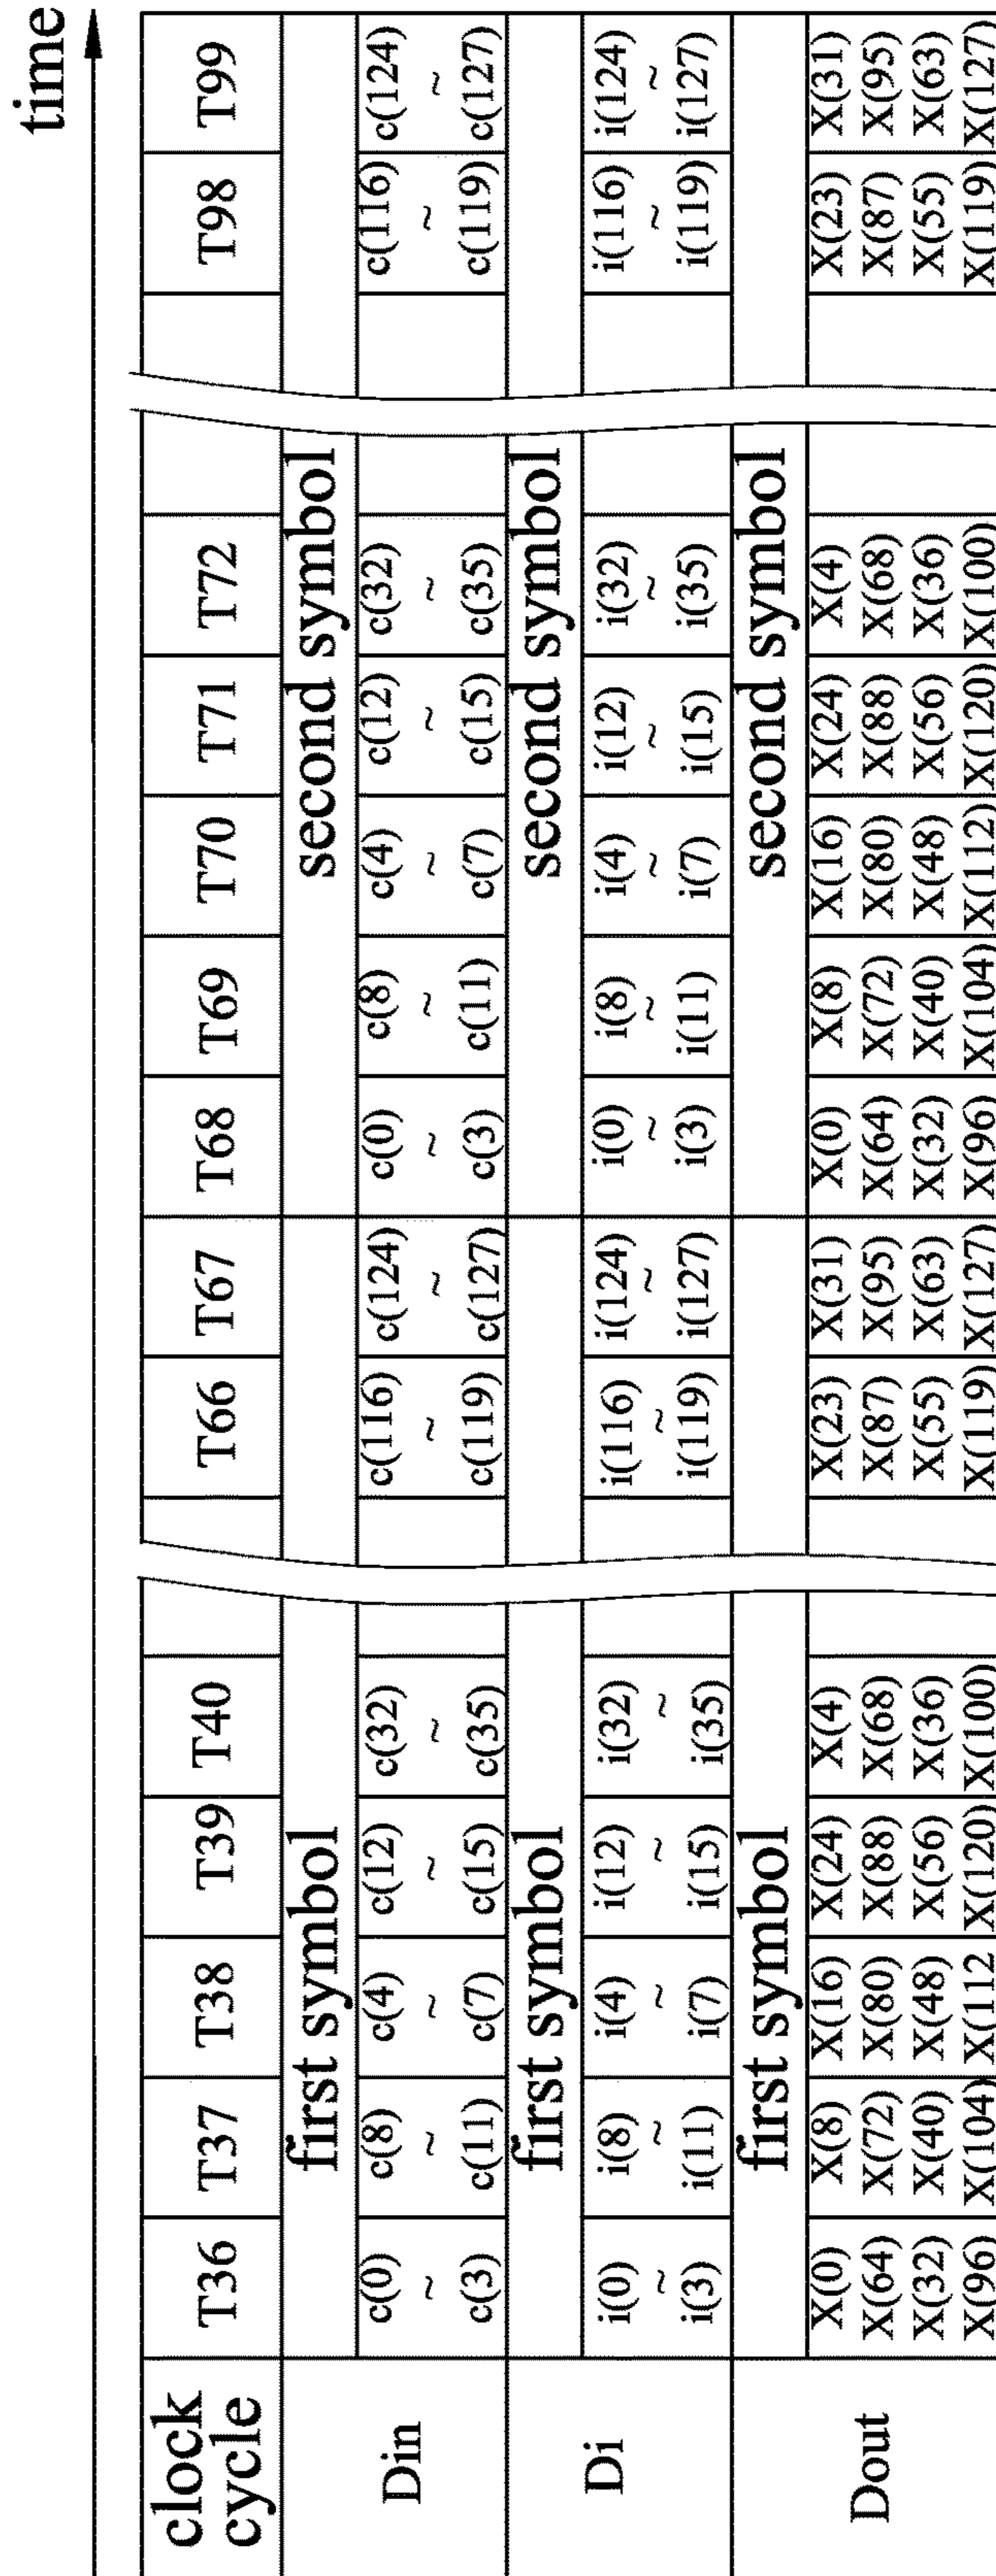 time
clock cycle T36 T37 T38 T39 T40 T66 T67 T68 T69 T70 T71 T72 T98 T99
first symbol second symbol
Din c(0) c(8) c(4) c(12) c(32) c(116) c(124) c(0) c(8) c(4) c(12) c(32) c(116) c(124)
~ ~ ~ ~ ~ ~ ~ ~ ~ ~ ~ ~ ~ ~
c(3) c(11) c(7) c(15) c(35) c(119) c(127) c(3) c(11) c(7) c(15) c(35) c(119) c(127)
first symbol second symbol
Di i(0) i(8) i(4) i(12) i(32) i(116) i(124) i(0) i(8) i(4) i(12) i(32) i(116) i(124)
~ ~ ~ ~ ~ ~ ~ ~ ~ ~ ~ ~ ~ ~
i(3) i(11) i(7) i(15) i(35) i(119) i(127) i(3) i(11) i(7) i(15) i(35) i(119) i(127)
first symbol second symbol
Dout X(0) X(8) X(16) X(24) X(4) X(23) X(31) X(0) X(8) X(16) X(24) X(4) X(23) X(31)
X(64) X(72) X(80) X(88) X(68) X(87) X(95) X(64) X(72) X(80) X(88) X(68) X(87) X(95)
X(32) X(40) X(48) X(56) X(36) X(55) X(63) X(32) X(40) X(48) X(56) X(36) X(55) X(63)
X(96) X(104) X(112 X(120) X(100) X(119) X(127) X(96) X(104) X(112) X(120) X(100) X(119) X(127)